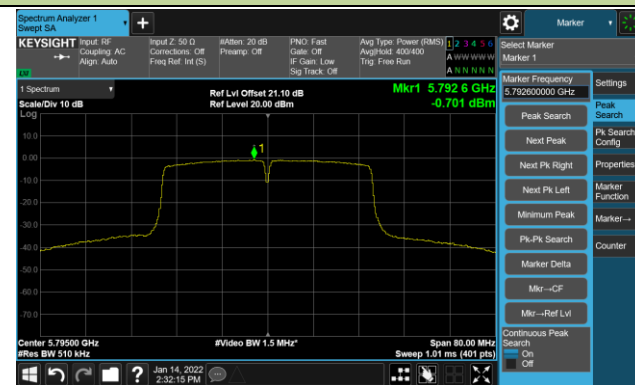 Spectrum Analyzer 1
Swept SA
+
Marker
KEYSIGHT
Input: RF
Coupling: AC
Align: Auto
Input Z: 50 Ω
Corrections: Off
Freq Ref: Int (S)
#Atten: 20 dB
Preamp: Off
PNO: Fast
Gate: Off
IF Gain: Low
Sig Track: Off
Avg Type: Power (RMS)
Avg|Hold: 400/400
Trig: Free Run
1 2 3 4 5 6
A W W W W W
A N N N N N
LXI
Select Marker
Marker 1
1 Spectrum
Scale/Div 10 dB
Log
Ref Lvl Offset 21.10 dB
Ref Level 20.00 dBm
Mkr1 5.792 6 GHz
-0.701 dBm
10.0
0.00
-10.0
-20.0
-30.0
-40.0
-50.0
-60.0
-70.0
1
Center 5.79500 GHz
#Res BW 510 kHz
#Video BW 1.5 MHz*
Span 80.00 MHz
Sweep 1.01 ms (401 pts)
Marker Frequency
5.792600000 GHz
Peak Search
Next Peak
Next Pk Right
Next Pk Left
Minimum Peak
Pk-Pk Search
Marker Delta
Mkr→CF
Mkr→Ref Lvl
Continuous Peak
Search
On
Off
Settings
Peak
Search
Pk Search
Config
Properties
Marker
Function
Marker→
Counter
?
Jan 14, 2022
2:32:15 PM